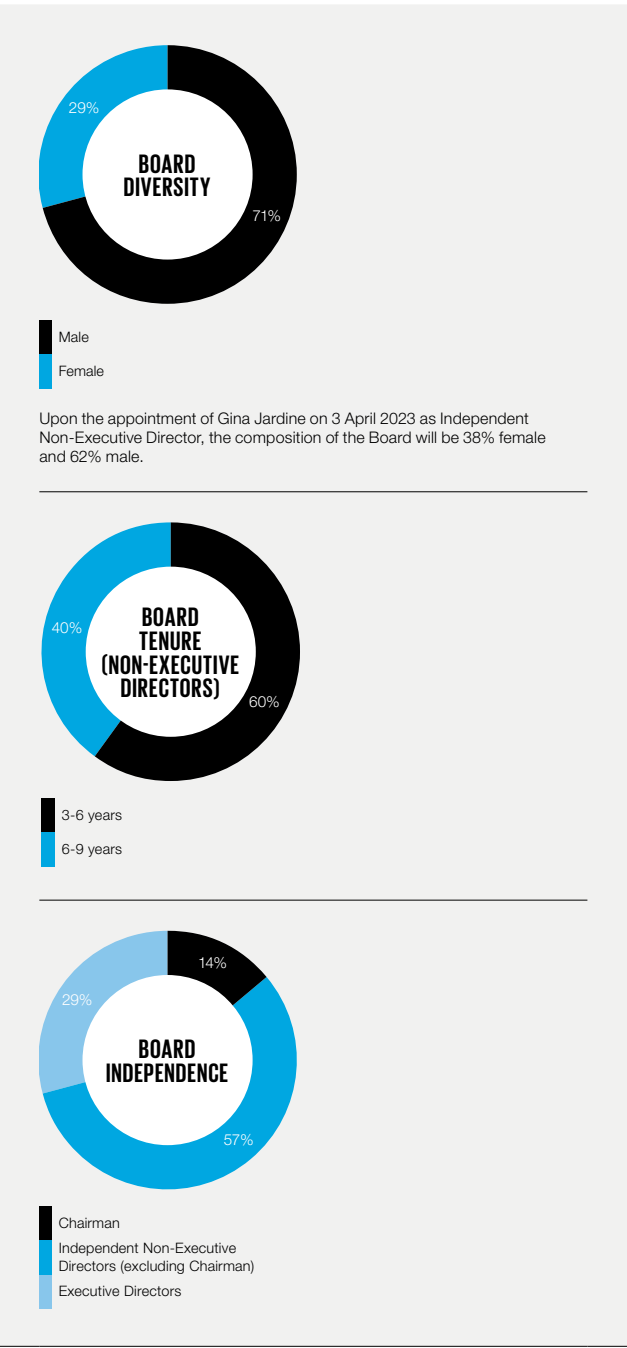 29%
BOARD
DIVERSITY
71%
Male
Female
Upon the appointment of Gina Jardine on 3 April 2023 as Independent
Non-Executive Director, the composition of the Board will be 38% female
and 62% male.
BOARD
TENURE
(NON-EXECUTIVE
DIRECTORS)
40%
60%
3-6 years
6-9 years
14%
29%
BOARD
INDEPENDENCE
57%
Chairman
Independent Non-Executive
Directors (excluding Chairman)
Executive Directors